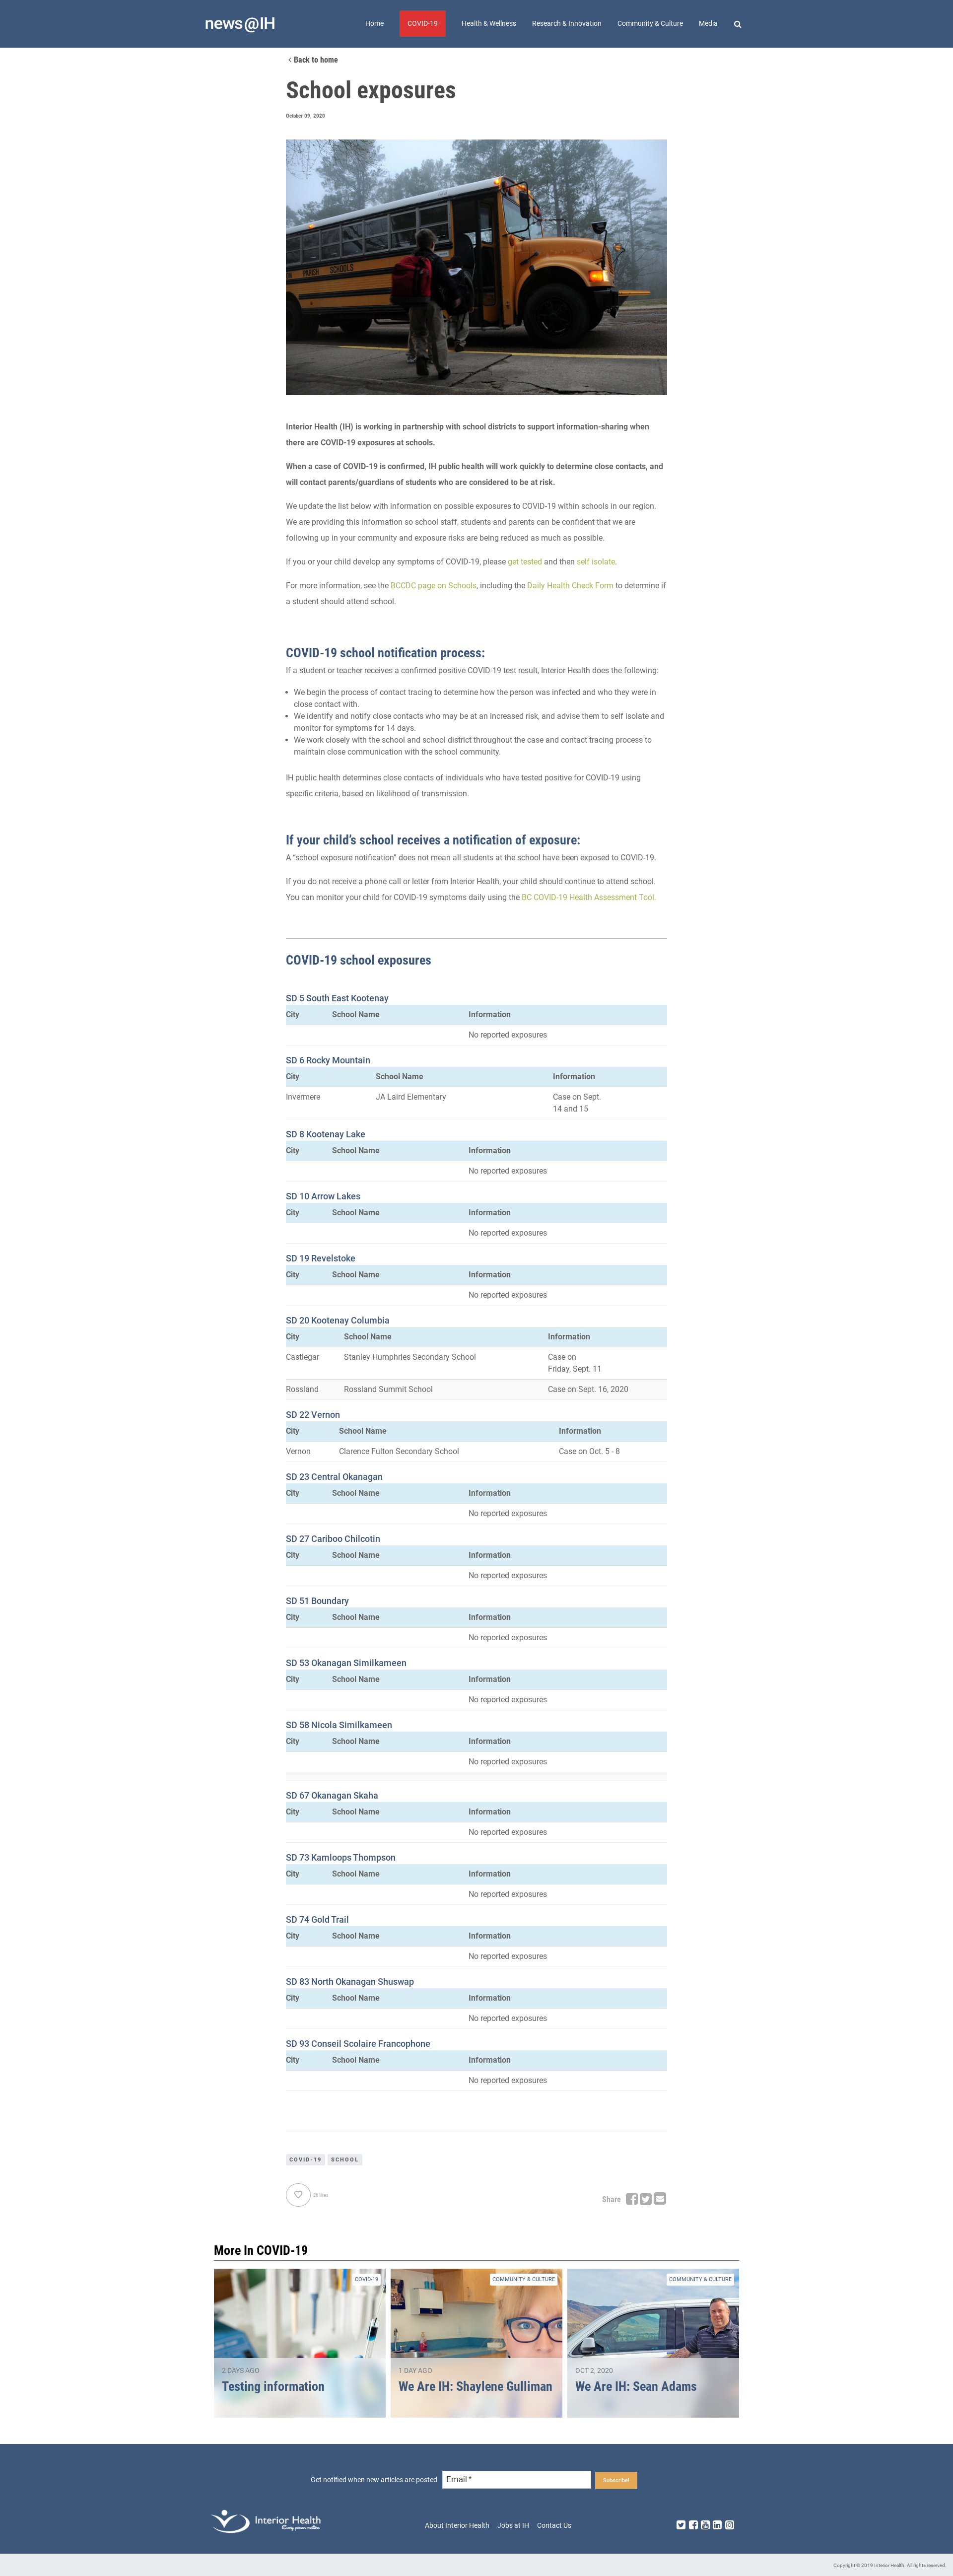 news@IH
Home
COVID-19
Health & Wellness
Research & Innovation
Community & Culture
Media
Back to home
School exposures
October 09, 2020
PARISH SCHOOLS
Interior Health (IH) is working in partnership with school districts to support information-sharing when
there are COVID-19 exposures at schools.
When a case of COVID-19 is confirmed, IH public health will work quickly to determine close contacts, and
will contact parents/guardians of students who are considered to be at risk.
We update the list below with information on possible exposures to COVID-19 within schools in our region.
We are providing this information so school staff, students and parents can be confident that we are
following up in your community and exposure risks are being reduced as much as possible.
If you or your child develop any symptoms of COVID-19, please get tested and then self isolate.
For more information, see the BCCDC page on Schools, including the Daily Health Check Form to determine if
a student should attend school.
COVID-19 school notification process:
If a student or teacher receives a confirmed positive COVID-19 test result, Interior Health does the following:
• We begin the process of contact tracing to determine how the person was infected and who they were in
close contact with.
• We identify and notify close contacts who may be at an increased risk, and advise them to self isolate and
monitor for symptoms for 14 days.
• We work closely with the school and school district throughout the case and contact tracing process to
maintain close communication with the school community.
IH public health determines close contacts of individuals who have tested positive for COVID-19 using
specific criteria, based on likelihood of transmission.
If your child’s school receives a notification of exposure:
A “school exposure notification” does not mean all students at the school have been exposed to COVID-19.
If you do not receive a phone call or letter from Interior Health, your child should continue to attend school.
You can monitor your child for COVID-19 symptoms daily using the BC COVID-19 Health Assessment Tool.
COVID-19 school exposures
SD 5 South East Kootenay
City School Name Information
No reported exposures
SD 6 Rocky Mountain
City School Name Information
Invermere JA Laird Elementary Case on Sept.
14 and 15
SD 8 Kootenay Lake
City School Name Information
No reported exposures
SD 10 Arrow Lakes
City School Name Information
No reported exposures
SD 19 Revelstoke
City School Name Information
No reported exposures
SD 20 Kootenay Columbia
City School Name Information
Castlegar Stanley Humphries Secondary School Case on
Friday, Sept. 11
Rossland Rossland Summit School Case on Sept. 16, 2020
SD 22 Vernon
City School Name Information
Vernon Clarence Fulton Secondary School Case on Oct. 5 - 8
SD 23 Central Okanagan
City School Name Information
No reported exposures
SD 27 Cariboo Chilcotin
City School Name Information
No reported exposures
SD 51 Boundary
City School Name Information
No reported exposures
SD 53 Okanagan Similkameen
City School Name Information
No reported exposures
SD 58 Nicola Similkameen
City School Name Information
No reported exposures
SD 67 Okanagan Skaha
City School Name Information
No reported exposures
SD 73 Kamloops Thompson
City School Name Information
No reported exposures
SD 74 Gold Trail
City School Name Information
No reported exposures
SD 83 North Okanagan Shuswap
City School Name Information
No reported exposures
SD 93 Conseil Scolaire Francophone
City School Name Information
No reported exposures
COVID-19 SCHOOL
likes
Share
More In COVID-19
COVID-19
2 DAYS AGO
Testing information
COMMUNITY & CULTURE
1 DAY AGO
We Are IH: Shaylene Gulliman
COMMUNITY & CULTURE
OCT 2, 2020
We Are IH: Sean Adams
Get notified when new articles are posted
Email *
Subscribe!
Interior Health
Every person matters
About Interior Health
Jobs at IH
Contact Us
Copyright © 2019 Interior Health. All rights reserved.